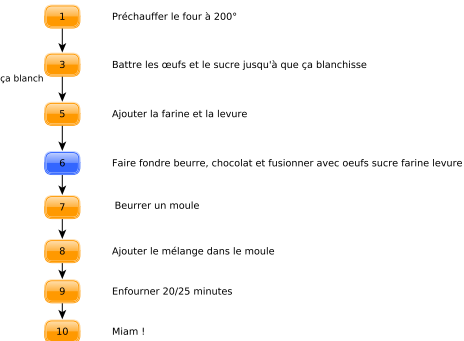 1 Préchauffer le four à 200°
3 Battre les œufs et le sucre jusqu'à que ça blanchisse
ça blanch
5 Ajouter la farine et la levure
6 Faire fondre beurre, chocolat et fusionner avec oeufs sucre farine levure
7 Beurrer un moule
8 Ajouter le mélange dans le moule
9 Enfourner 20/25 minutes
10 Miam !